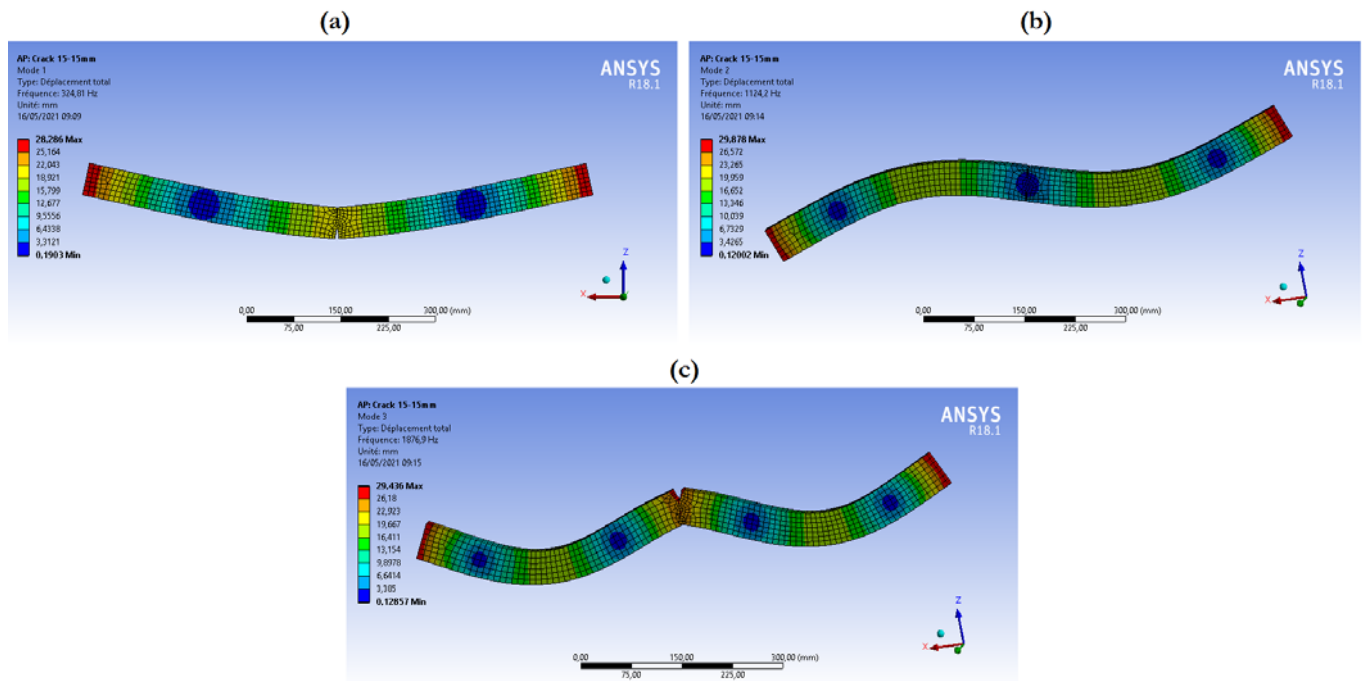 (a)
AP: Crack 15-15mm
Mode 1
Type: Déplacement total
Fréquence: 324,81 Hz
Unité: mm
16/05/2021 09:09
ANSYS
R18.1
28,286 Max
25,164
22,043
18,921
15,799
12,677
9,5556
6,4338
3,3121
0,1903 Min
Z
X
0,00 150,00 300,00 (mm)
75,00 225,00
(b)
AP: Crack 15-15mm
Mode 2
Type: Déplacement total
Fréquence: 1124,2 Hz
Unité: mm
16/05/2021 09:14
ANSYS
R18.1
29,878 Max
26,572
23,265
19,959
16,652
13,346
10,039
6,7329
3,4265
0,12002 Min
Z
X
0,00 150,00 300,00 (mm)
75,00 225,00
(c)
AP: Crack 15-15mm
Mode 3
Type: Déplacement total
Fréquence: 1876,9 Hz
Unité: mm
16/05/2021 09:15
ANSYS
R18.1
29,436 Max
26,18
22,923
19,667
16,411
13,154
9,8978
6,6414
3,385
0,12857 Min
Z
X
0,00 150,00 300,00 (mm)
75,00 225,00